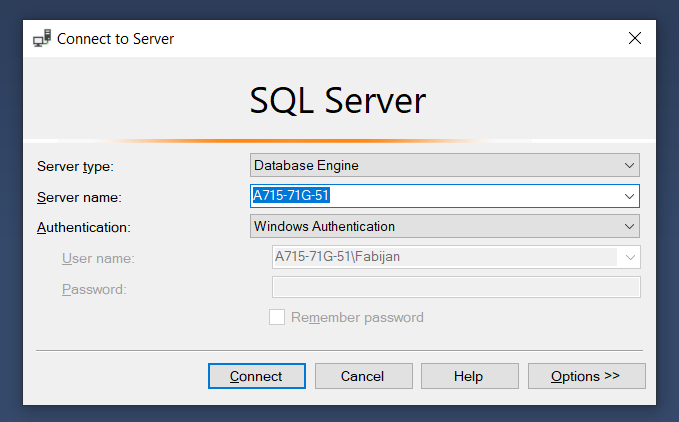 Connect to Server
SQL Server
Server type: Database Engine
Server name: A715-71G-51
Authentication: Windows Authentication
User name: A715-71G-51\Fabijan
Password:
Remember password
Connect Cancel Help Options >>